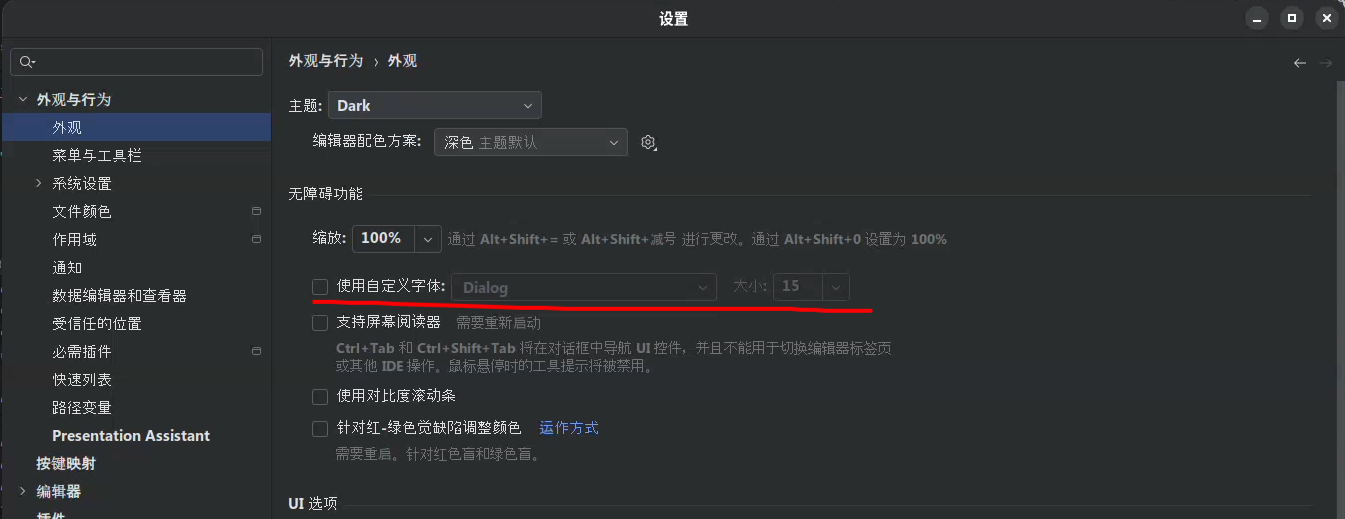 设置
外观与行为 › 外观
外观与行为
外观
菜单与工具栏
系统设置
文件颜色
作用域
通知
数据编辑器和查看器
受信任的位置
必需插件
快速列表
路径变量
Presentation Assistant
按键映射
编辑器
插件
主题: Dark
编辑器配色方案: 深色 主题默认
无障碍功能
缩放: 100% 通过 Alt+Shift+= 或 Alt+Shift+减号 进行更改。通过 Alt+Shift+0 设置为 100%
使用自定义字体: Dialog 大小: 15
支持屏幕阅读器 需要重新启动
Ctrl+Tab 和 Ctrl+Shift+Tab 将在对话框中导航 UI 控件，并且不能用于切换编辑器标签页
或其他 IDE 操作。鼠标悬停时的工具提示将被禁用。
使用对比度滚动条
针对红-绿色觉缺陷调整颜色 运作方式
需要重启。针对红色盲和绿色盲。
UI 选项